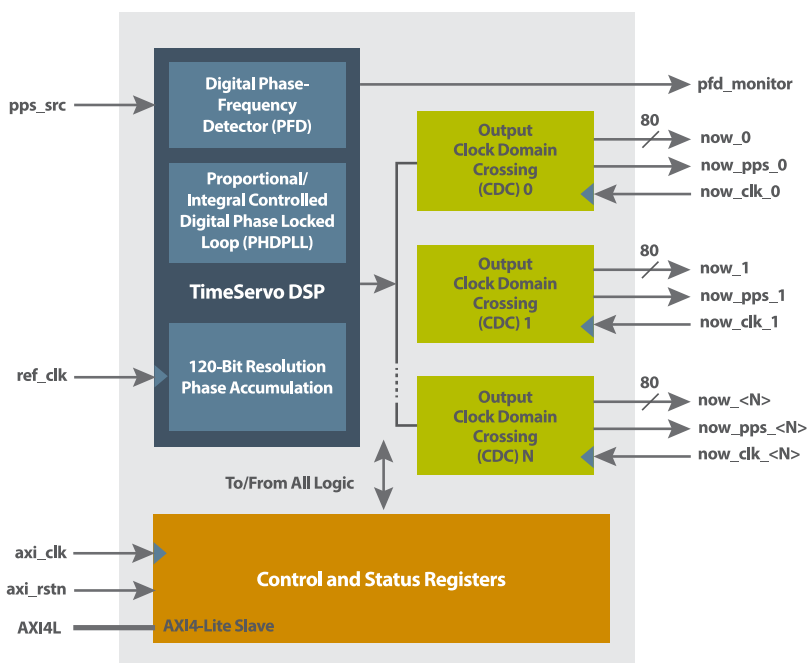 pps_src
Digital Phase-
Frequency
Detector (PFD)
pfd_monitor
Proportional/
Integral Controlled
Digital Phase Locked
Loop (PHDPLL)
TimeServo DSP
ref_clk
120-Bit Resolution
Phase Accumulation
Output
Clock Domain
Crossing
(CDC) 0
80
now_0
now_pps_0
now_clk_0
Output
Clock Domain
Crossing
(CDC) 1
80
now_1
now_pps_1
now_clk_1
Output
Clock Domain
Crossing
(CDC) N
80
now_<N>
now_pps_<N>
now_clk_<N>
To/From All Logic
axi_clk
axi_rstn
AXI4L
AXI4-Lite Slave
Control and Status Registers